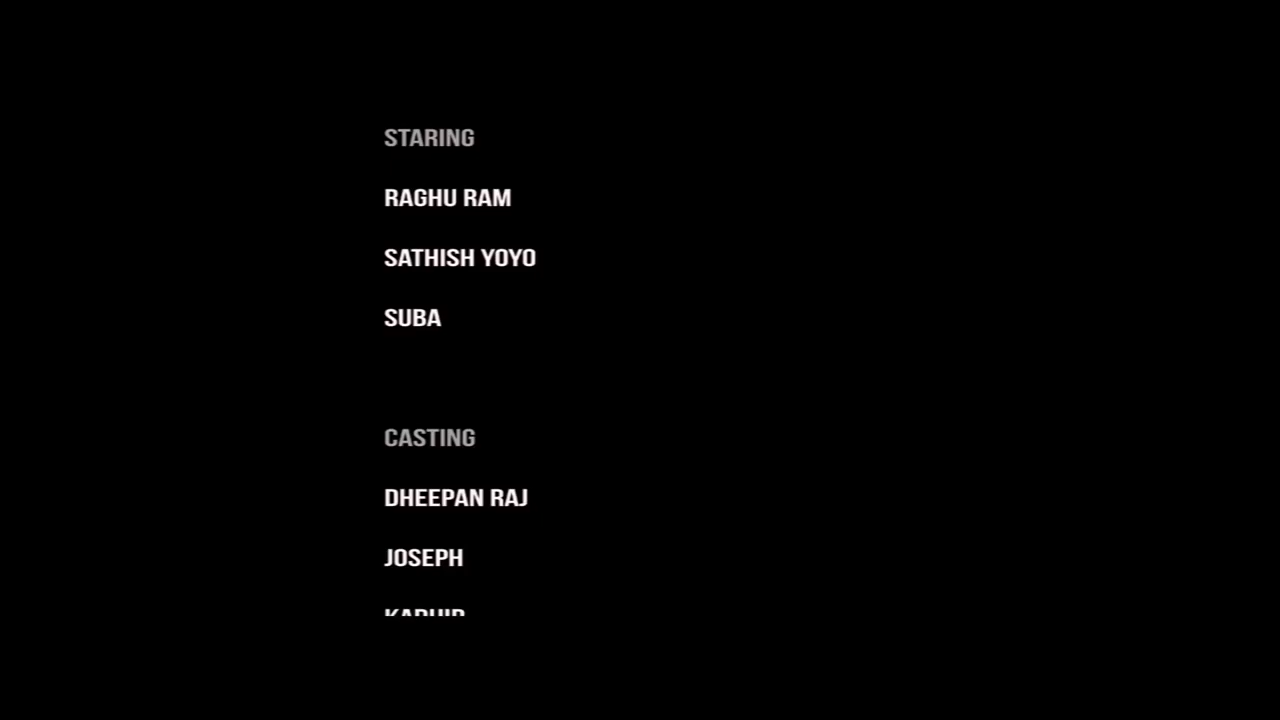 STARING
RAGHU RAM
SATHISH YOYO
SUBA
CASTING
DHEEPAN RAJ
JOSEPH